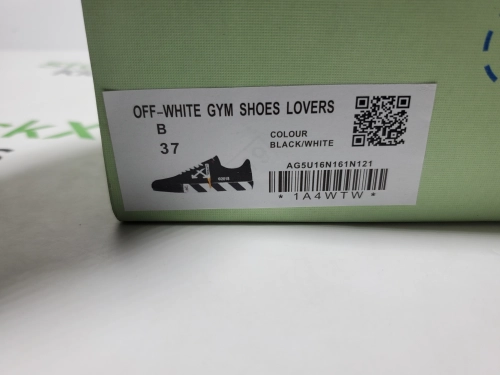 OFF-WHITE GYM SHOES LOVERS
B
37
COLOUR
BLACK/WHITE
AG5U16N161N121
* 1A4WTW *